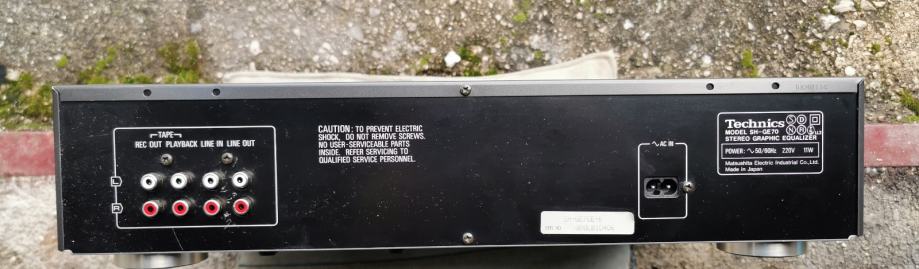 TAPE
REC OUT PLAYBACK LINE IN LINE OUT
L
R
CAUTION: TO PREVENT ELECTRIC
SHOCK, DO NOT REMOVE SCREWS.
NO USER-SERVICEABLE PARTS
INSIDE. REFER SERVICING TO
QUALIFIED SERVICE PERSONNEL.
~ AC IN
Technics
MODEL SH-GE70
STEREO GRAPHIC EQUALIZER
S D
N
POWER: ~ 50/60Hz 220V 11W
Matsushita Electric Industrial Co., Ltd.
Made in Japan